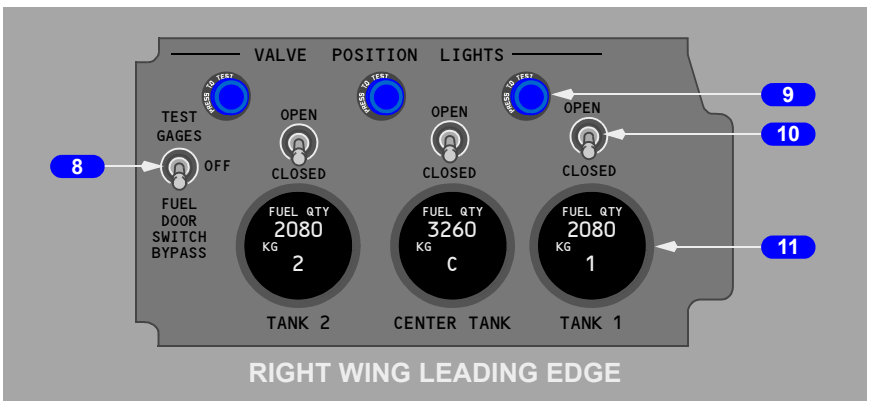 VALVE POSITION LIGHTS
PRESS TO TEST
PRESS TO TEST
PRESS TO TEST
9
TEST
GAGES
OFF
FUEL
DOOR
SWITCH
BYPASS
8
OPEN
CLOSED
OPEN
CLOSED
OPEN
CLOSED
10
FUEL QTY
2080
KG
2
FUEL QTY
3260
KG
C
FUEL QTY
2080
KG
1
11
TANK 2
CENTER TANK
TANK 1
RIGHT WING LEADING EDGE